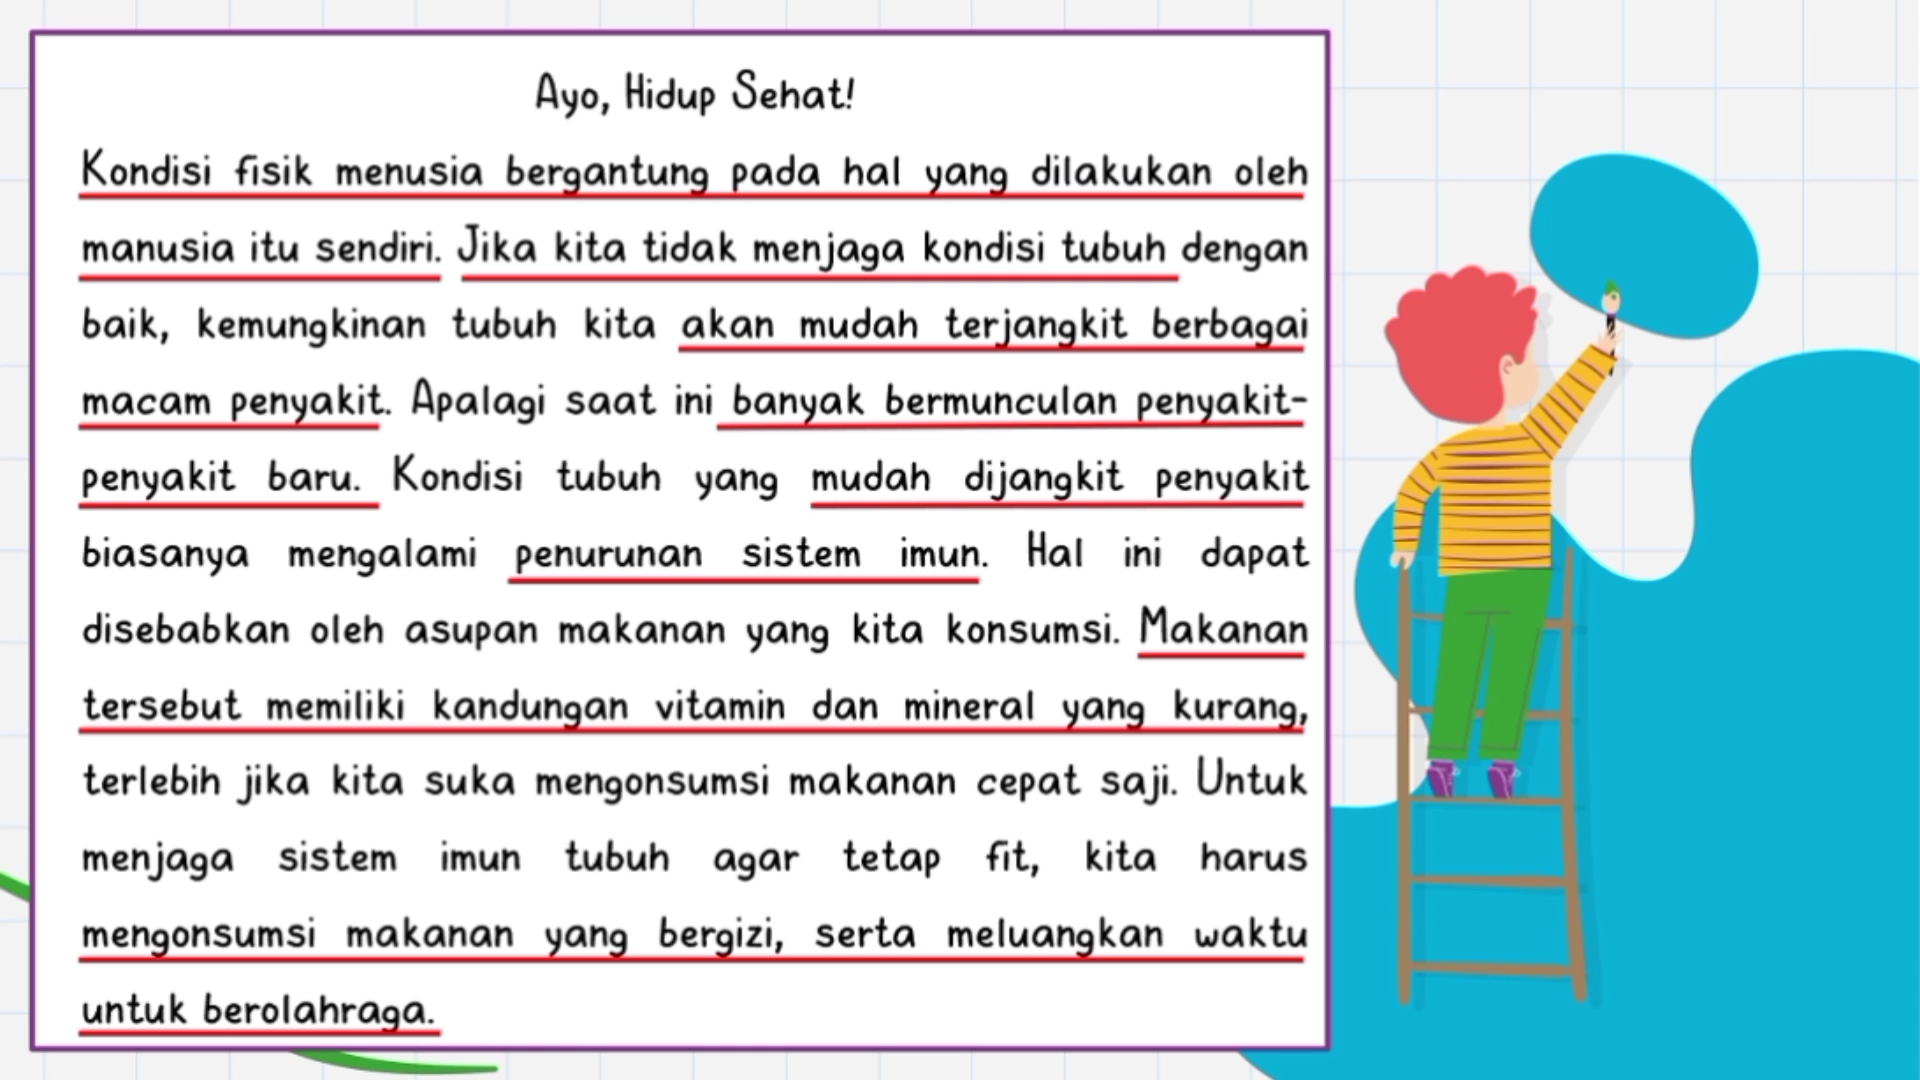 Ayo, Hidup Sehat!
Kondisi fisik menusia bergantung pada hal yang dilakukan oleh
manusia itu sendiri. Jika kita tidak menjaga kondisi tubuh dengan
baik, kemungkinan tubuh kita akan mudah terjangkit berbagai
macam penyakit. Apalagi saat ini banyak bermunculan penyakit-
penyakit baru. Kondisi tubuh yang mudah dijangkit penyakit
biasanya mengalami penurunan sistem imun. Hal ini dapat
disebabkan oleh asupan makanan yang kita konsumsi. Makanan
tersebut memiliki kandungan vitamin dan mineral yang kurang,
terlebih jika kita suka mengonsumsi makanan cepat saji. Untuk
menjaga sistem imun tubuh agar tetap fit, kita harus
mengonsumsi makanan yang bergizi, serta meluangkan waktu
untuk berolahraga.